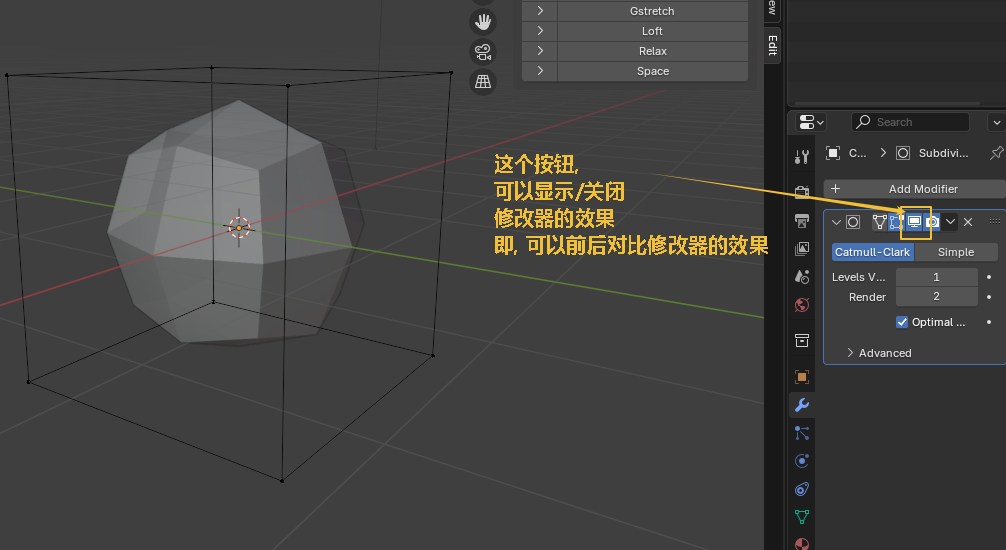 Gstretch
Loft
Relax
Space
Edit
Search
C...
Subdivi...
Add Modifier
这个按钮,
可以显示/关闭
修改器的效果
即, 可以前后对比修改器的效果
Catmull-Clark
Simple
Levels V...
1
Render
2
Optimal ...
Advanced